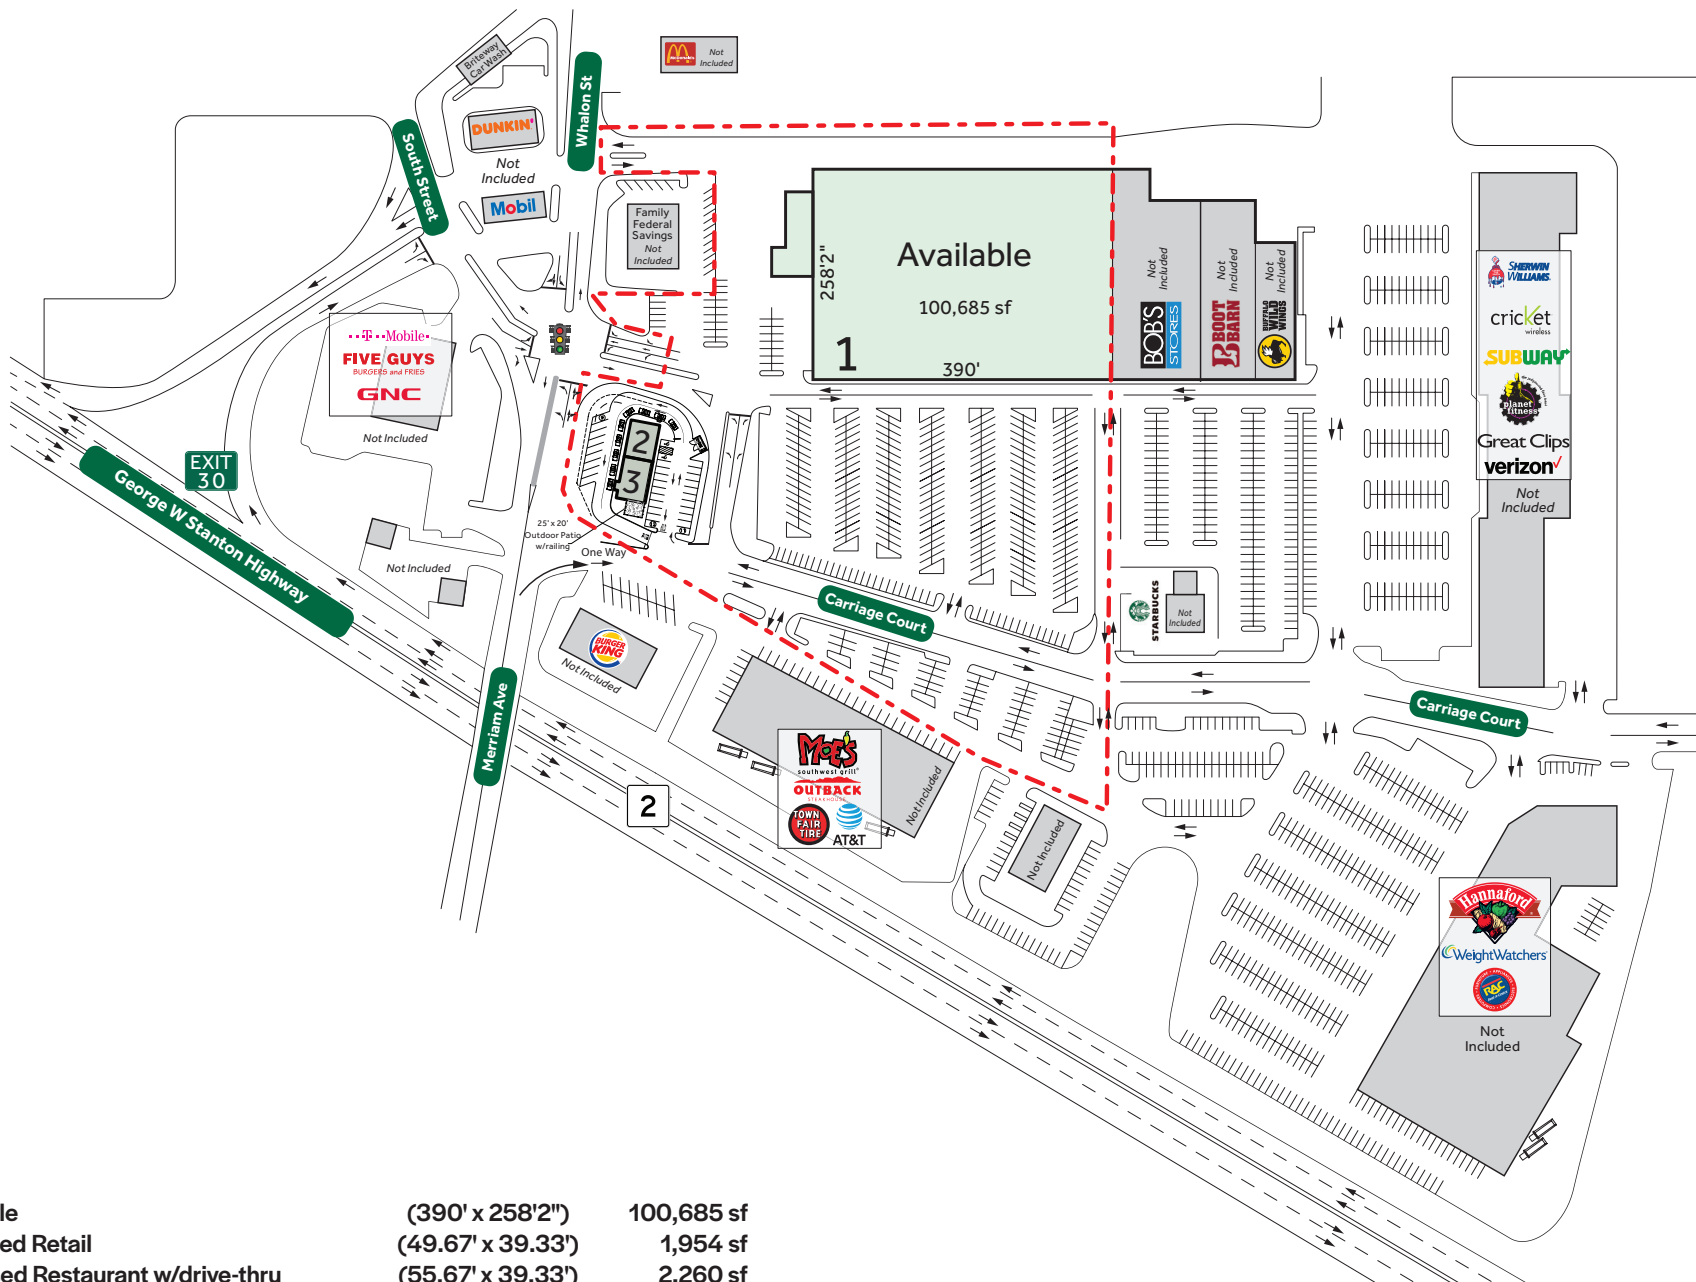 Briteway
Car Wash
McDonald's
Not
Included
Whalon St
South Street
DUNKIN'
Not
Included
Mobil
Family
Federal
Savings
Not
Included
258'2"
Available
100,685 sf
1
390'
Not
Included
BOB'S
STORES
Not
Included
BOOT
BARN
Not
Included
BUFFALO
WILD
WINGS
SHERWIN
WILLIAMS.
cricket
wireless
SUBWAY
planet
fitness
Great Clips
verizon
Not
Included
T··Mobile·
FIVE GUYS
BURGERS and FRIES
GNC
Not Included
2
3
EXIT
30
George W Stanton Highway
25' x 20'
Outdoor Patio
w/railing
One Way
Not Included
Carriage Court
STARBUCKS
Not
Included
BURGER
KING
Not Included
Merriam Ave
Carriage Court
MOE'S
southwest grill
OUTBACK
STEAKHOUSE
TOWN
FAIR
TIRE
AT&T
Not Included
2
Not Included
Hannaford
WeightWatchers
RAC
Not
Included
le (390' x 258'2") 100,685 sf
ed Retail (49.67' x 39.33') 1,954 sf
ed Restaurant w/drive-thru (55.67' x 39.33') 2,260 sf